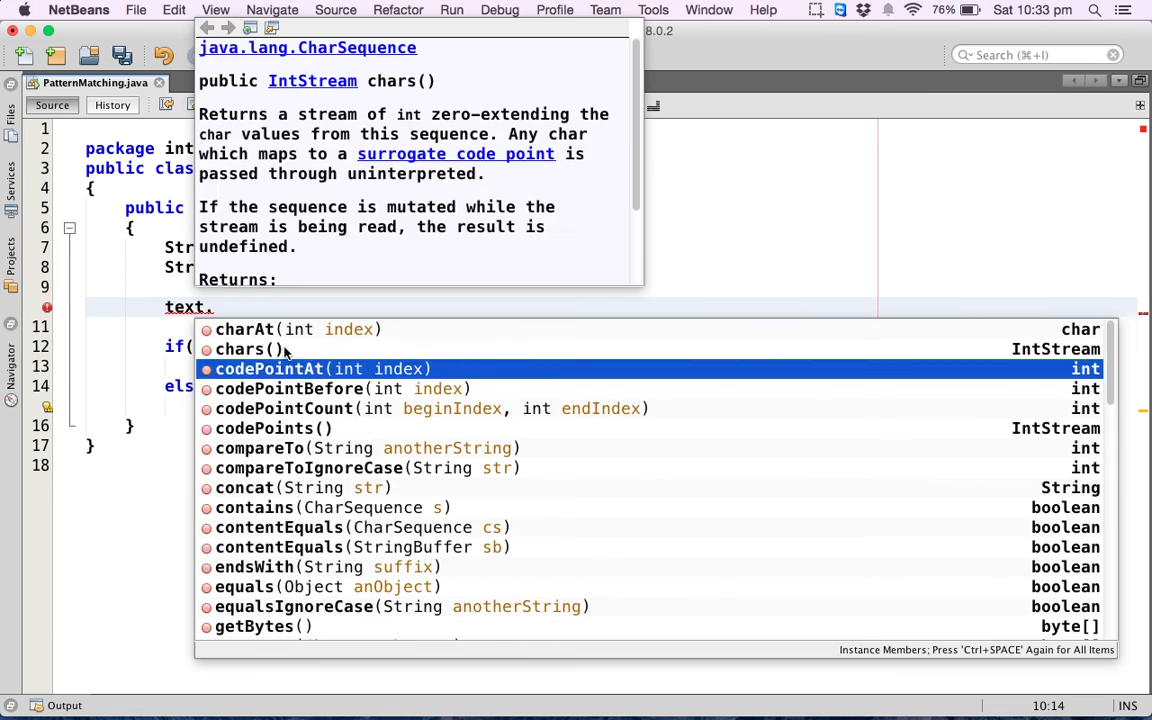 NetBeans File Edit View Navigate Source Refactor Run Debug Profile Team Tools Window Help 76% Sat 10:33 pm
8.0.2
Search (⌘+I)
PatternMatching.java
Source History
java.lang.CharSequence
public IntStream chars()
Returns a stream of int zero-extending the
char values from this sequence. Any char
which maps to a surrogate code point is
passed through uninterpreted.
If the sequence is mutated while the
stream is being read, the result is
undefined.
Returns:
Files
Services
Projects
Navigator
1
2 package int
3 public clas
4 {
5 public
6 {
7 Str
8 Str
9
text.
11
12 if(
13
14 els
16 }
17 }
18
charAt(int index) char
chars() IntStream
codePointAt(int index) int
codePointBefore(int index) int
codePointCount(int beginIndex, int endIndex) int
codePoints() IntStream
compareTo(String anotherString) int
compareToIgnoreCase(String str) int
concat(String str) String
contains(CharSequence s) boolean
contentEquals(CharSequence cs) boolean
contentEquals(StringBuffer sb) boolean
endsWith(String suffix) boolean
equals(Object anObject) boolean
equalsIgnoreCase(String anotherString) boolean
getBytes() byte[]
Instance Members; Press 'Ctrl+SPACE' Again for All Items
Output 10:14 INS